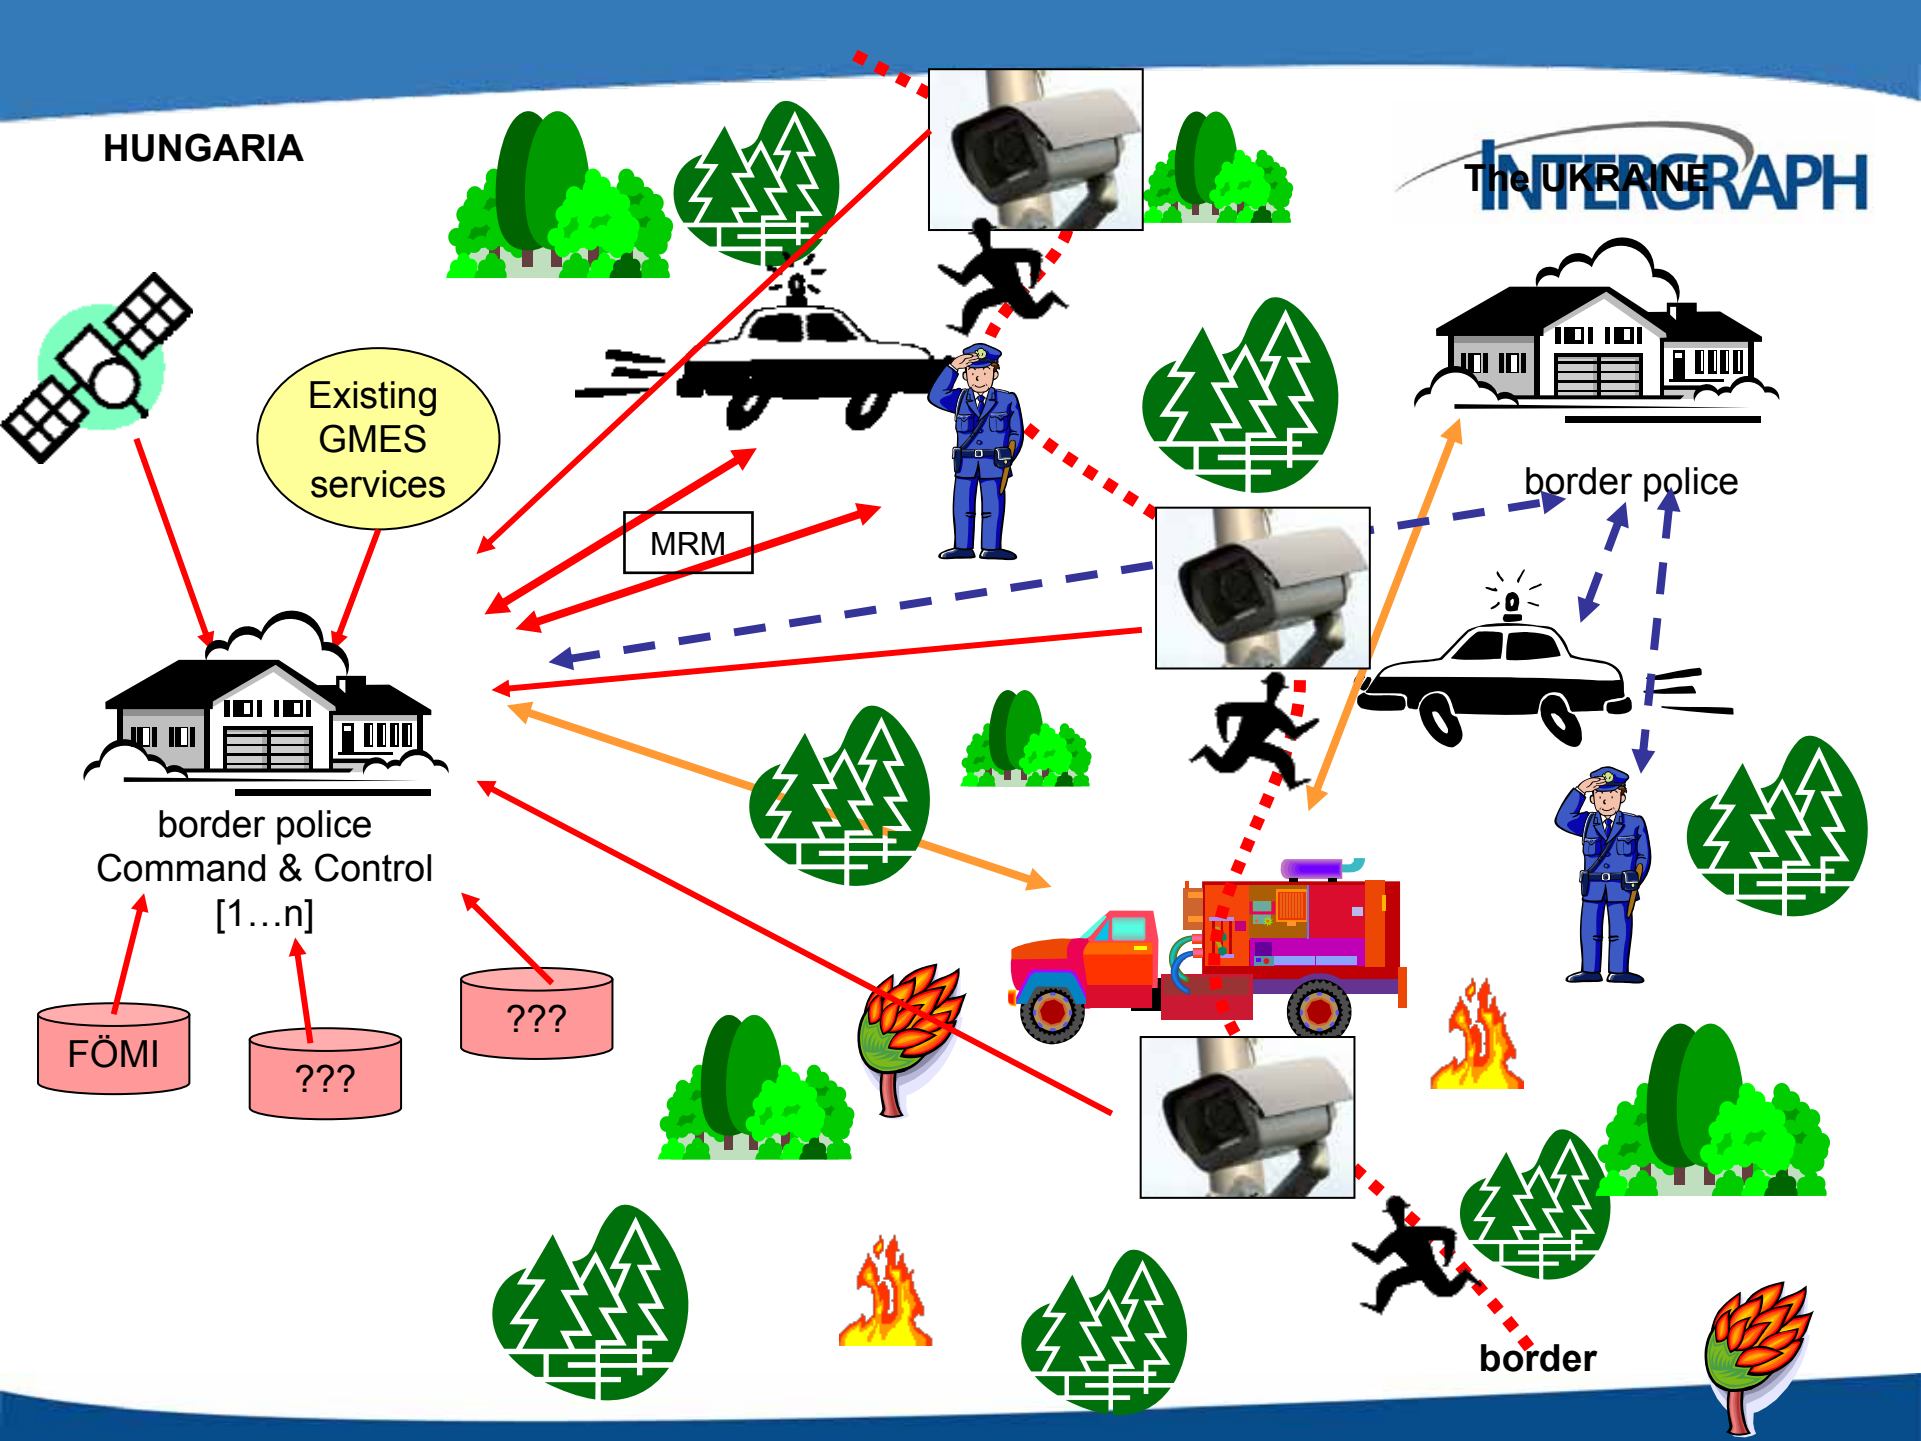 HUNGARIA
INTERGRAPH
The UKRAINE
Existing
GMES
services
border police
MRM
border police
Command & Control
[1…n]
???
FÖMI
???
border